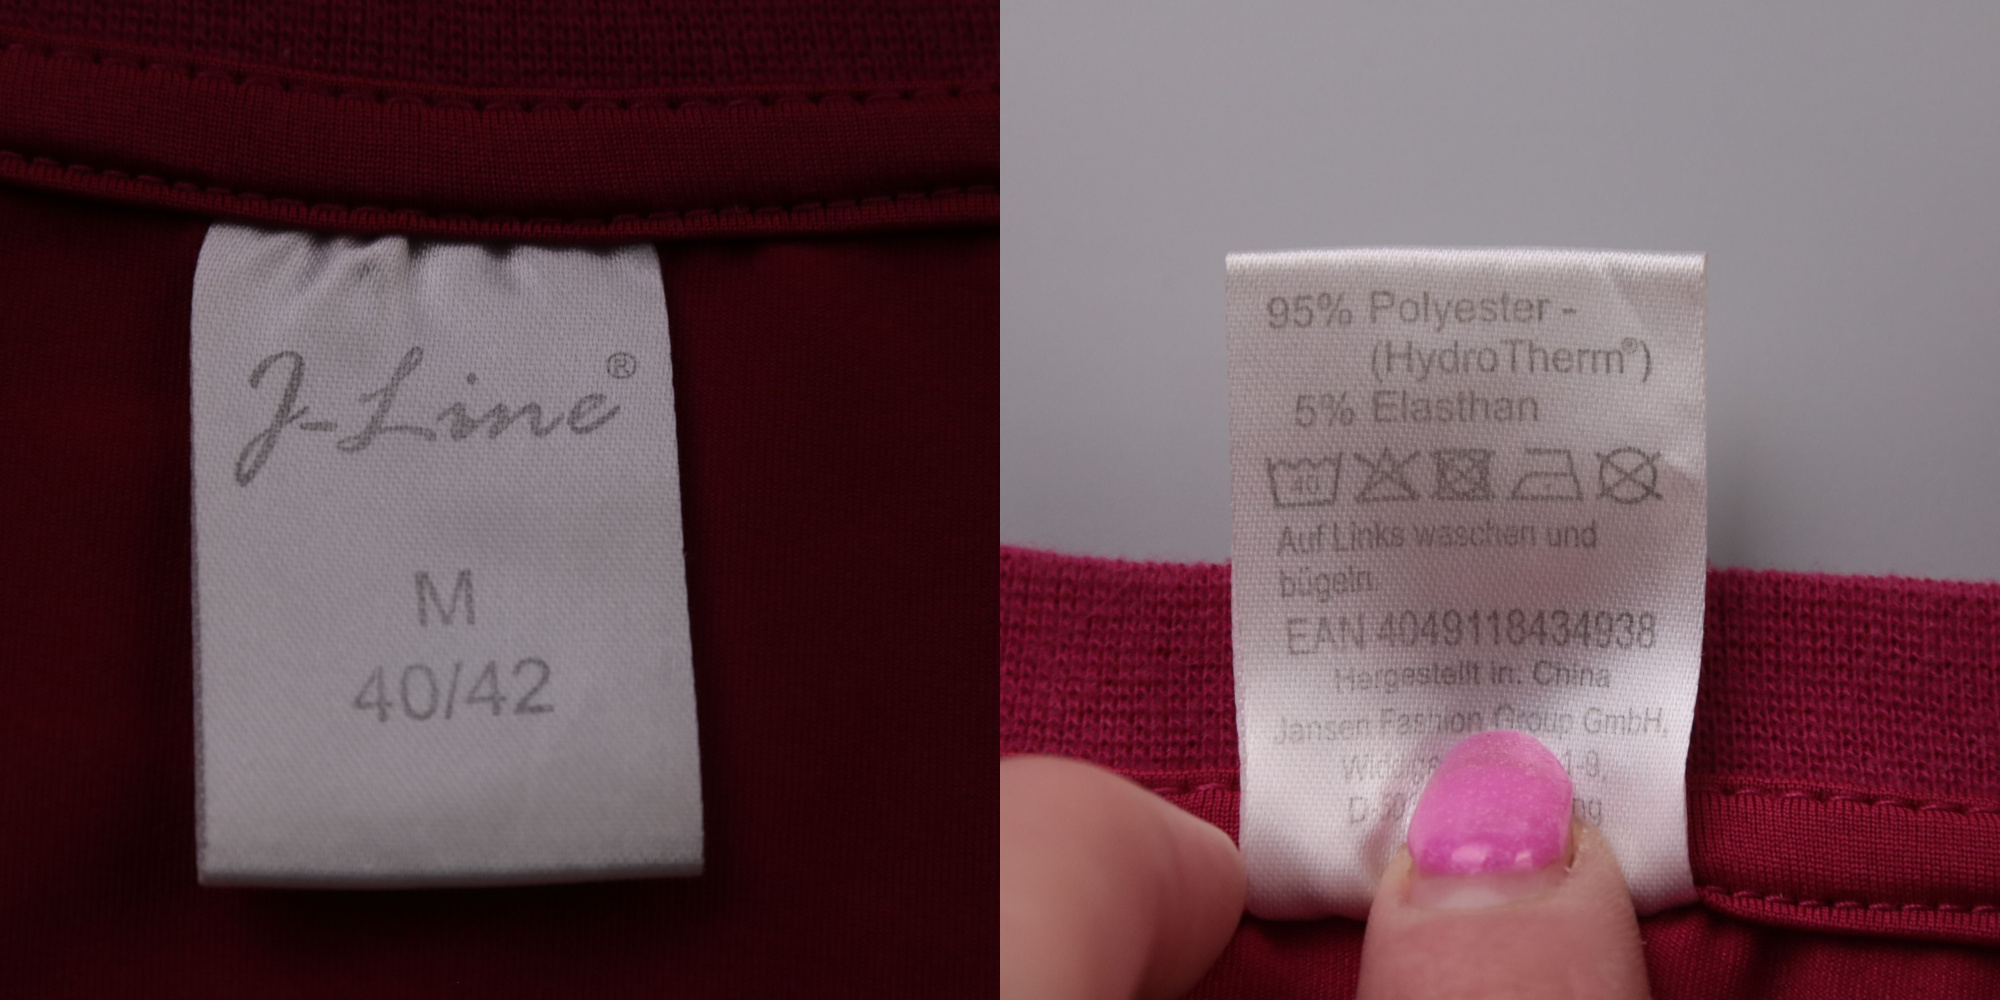 J-Line®
M
40/42
95% Polyester -
(HydroTherm®)
5% Elasthan
40
Auf Links waschen und
bügeln.
EAN 4049118434938
Hergestellt in: China
Jansen Fashion Group GmbH,